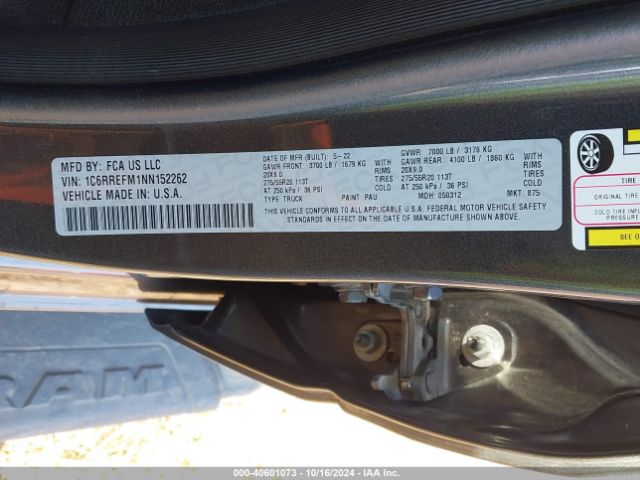 MFD BY: FCA US LLC
VIN: 1C6RREFM1NN152262
VEHICLE MADE IN U.S.A.
DATE OF MFR (BUILT): 5-22
GAWR FRONT: 3700 LB / 1679 KG
WITH
20X9.0 RIMS
275/55R20 113T TIRES
AT 250 kPa / 36 PSI
TYPE: TRUCK
PAINT: PAU
GVWR: 7000 LB / 3176 KG
GAWR REAR: 4100 LB / 1860 KG
WITH
20X9.0 RIMS
275/55R20 113T TIRES
AT 250 kPa / 36 PSI
MDH: 050312
MKT: 875
THIS VEHICLE CONFORMS TO ALL APPLICABLE U.S.A. FEDERAL MOTOR VEHICLE SAFETY
STANDARDS IN EFFECT ON THE DATE OF MANUFACTURE SHOWN ABOVE
ORIGINAL TIRE
COLD TIRE INFL
PRESSURE
SEE O
RAM
000-40601073 - 10/16/2024 - IAA Inc.